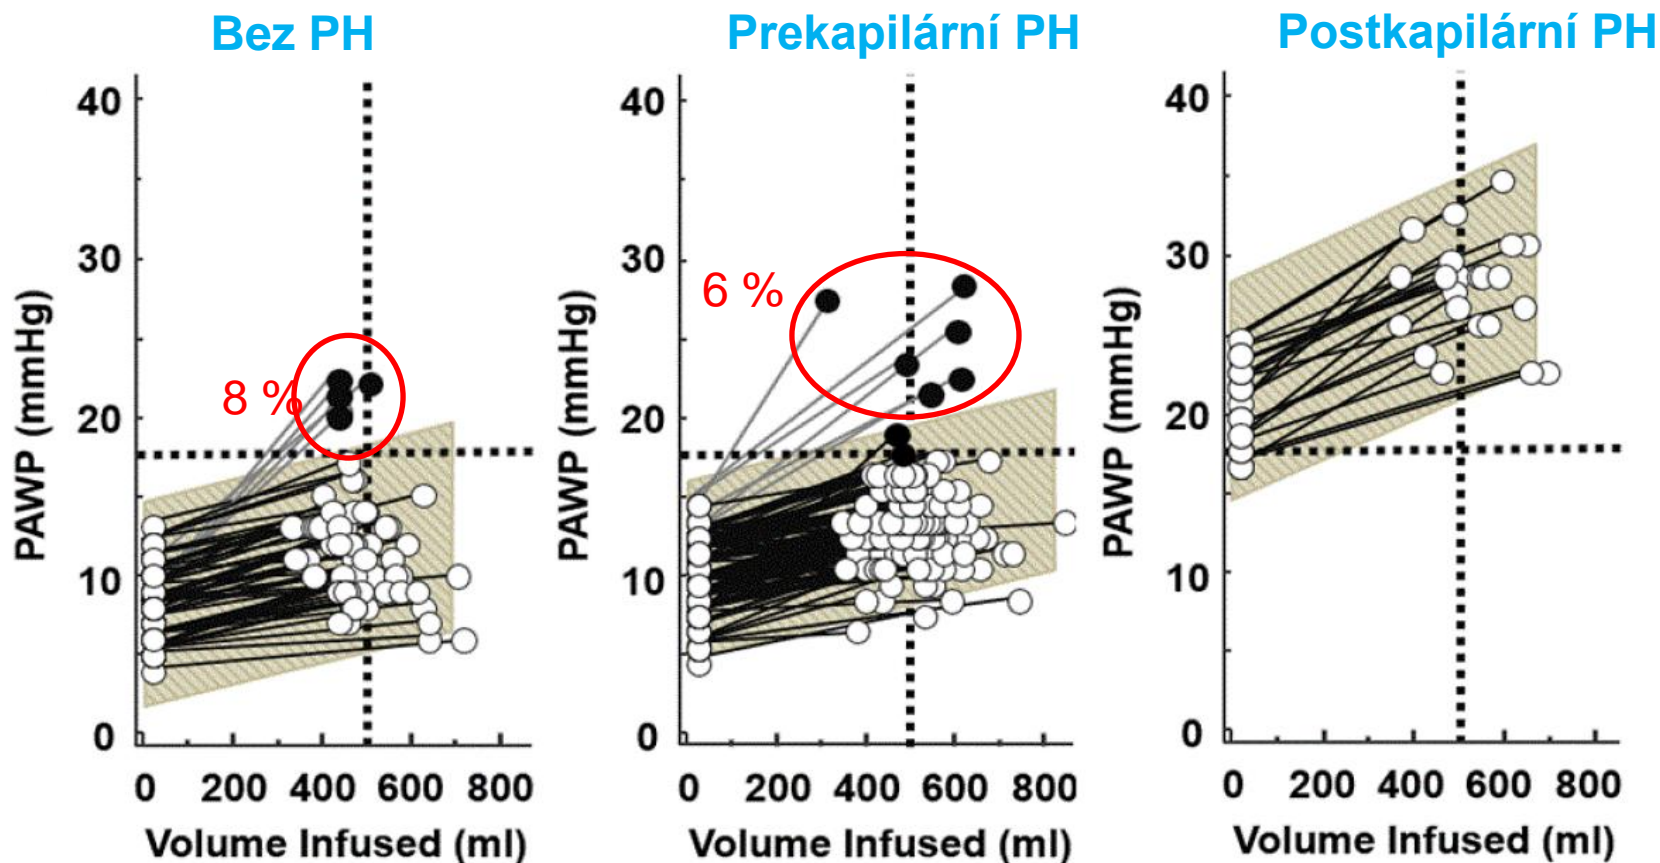 Bez PH
Prekapilární PH
Postkapilární PH
40
30
20
10
0
PAWP (mmHg)
8 %
0 200 400 600 800
Volume Infused (ml)
40
30
20
10
0
PAWP (mmHg)
6 %
0 200 400 600 800
Volume Infused (ml)
40
30
20
10
0
PAWP (mmHg)
0 200 400 600 800
Volume Infused (ml)